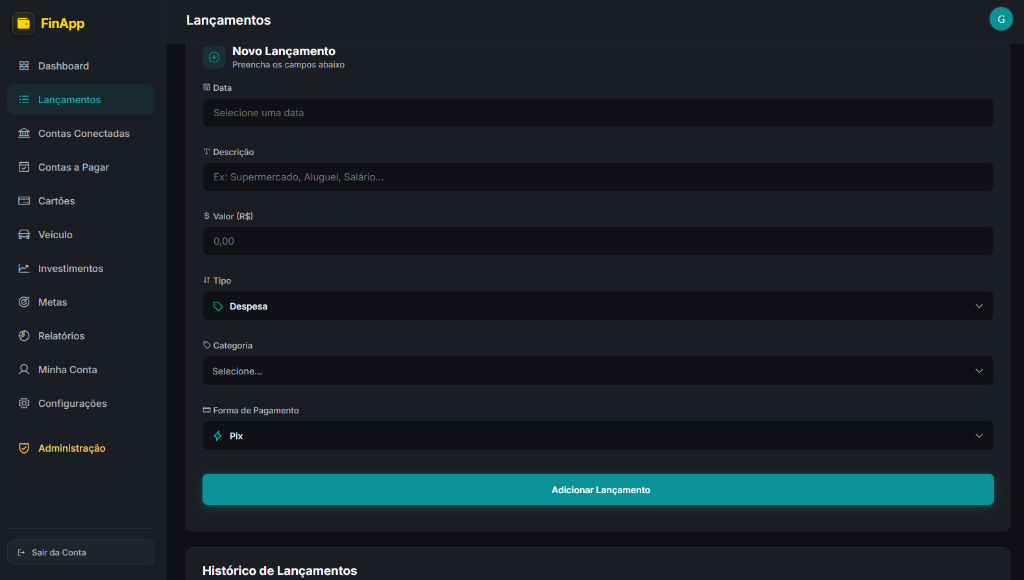 FinApp
Dashboard
Lançamentos
Contas Conectadas
Contas a Pagar
Cartões
Veículo
Investimentos
Metas
Relatórios
Minha Conta
Configurações
Administração
Sair da Conta
Lançamentos
G
Novo Lançamento
Preencha os campos abaixo
Data
Selecione uma data
Descrição
Ex: Supermercado, Aluguel, Salário...
$ Valor (R$)
0,00
Tipo
Despesa
Categoria
Selecione...
Forma de Pagamento
Pix
Adicionar Lançamento
Histórico de Lançamentos